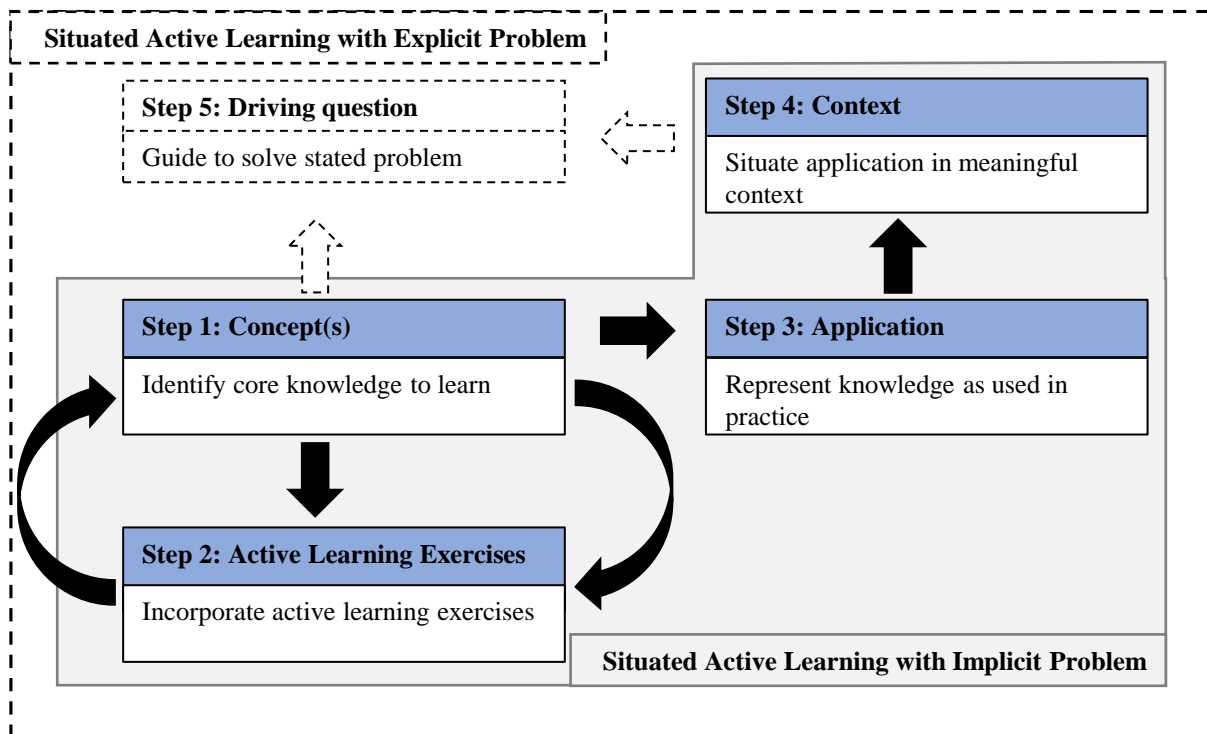 Situated Active Learning with Explicit Problem
Step 5: Driving question
Guide to solve stated problem
Step 4: Context
Situate application in meaningful
context
Step 1: Concept(s)
Identify core knowledge to learn
Step 3: Application
Represent knowledge as used in
practice
Step 2: Active Learning Exercises
Incorporate active learning exercises
Situated Active Learning with Implicit Problem